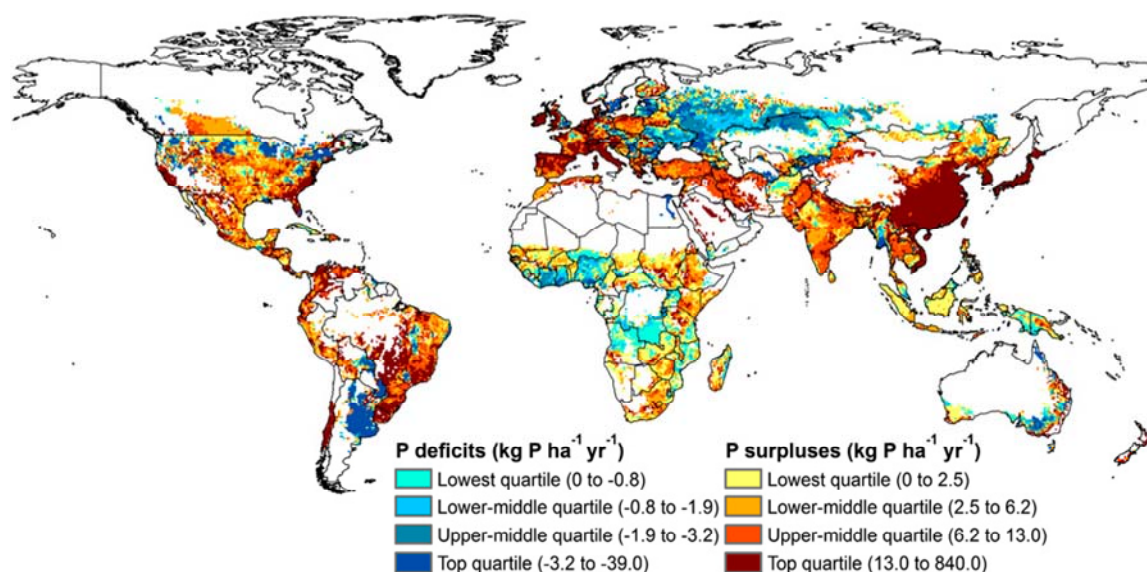 P deficits (kg P ha⁻¹ yr⁻¹)
Lowest quartile (0 to -0.8)
Lower-middle quartile (-0.8 to -1.9)
Upper-middle quartile (-1.9 to -3.2)
Top quartile (-3.2 to -39.0)
P surpluses (kg P ha⁻¹ yr⁻¹)
Lowest quartile (0 to 2.5)
Lower-middle quartile (2.5 to 6.2)
Upper-middle quartile (6.2 to 13.0)
Top quartile (13.0 to 840.0)